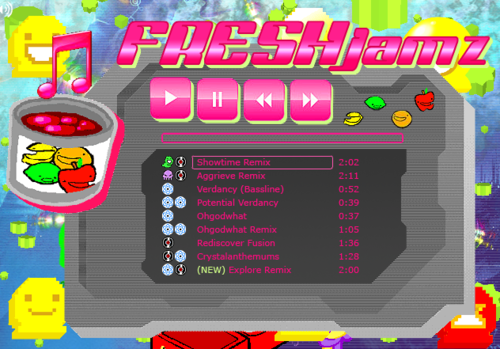 FRESHjamz
Showtime Remix 2:02
Aggrieve Remix 2:11
Verdancy (Bassline) 0:52
Potential Verdancy 0:39
Ohgodwhat 0:37
Ohgodwhat Remix 1:05
Rediscover Fusion 1:36
Crystalanthemums 1:28
(NEW) Explore Remix 2:00